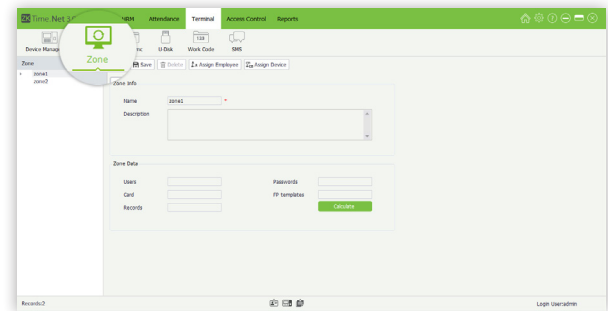 ZK Time.Net 3
HRM Attendance Terminal Access Control Reports
Device Manag Zone nc U-Disk Work Code SMS
Zone Save Delete Assign Employee Assign Device
zone1
zone2
Zone Info
Name zone1 *
Description
Zone Data
Users Passwords
Card FP templates
Records Calculate
Records:2 Login User:admin